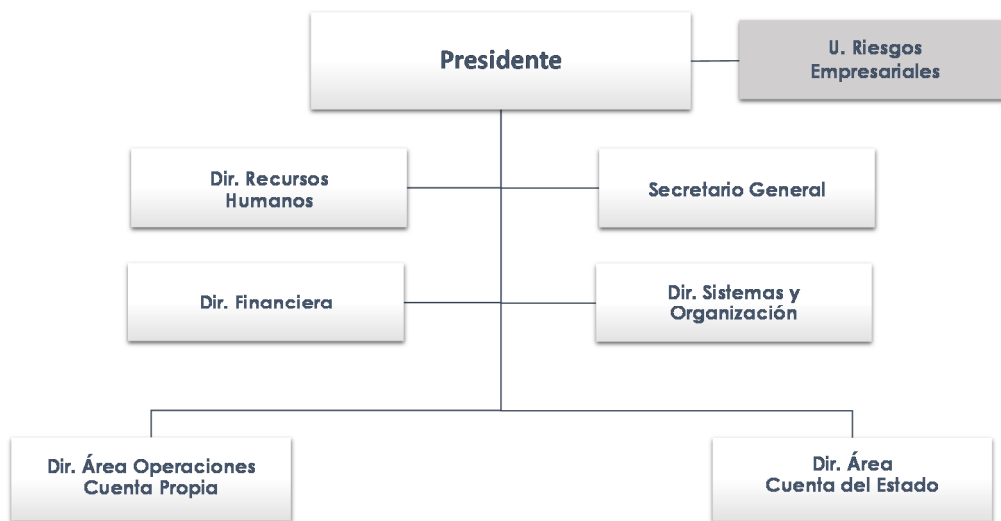 Presidente
U. Riesgos
Empresariales
Dir. Recursos
Humanos
Secretario General
Dir. Financiera
Dir. Sistemas y
Organización
Dir. Área Operaciones
Cuenta Propia
Dir. Área
Cuenta del Estado